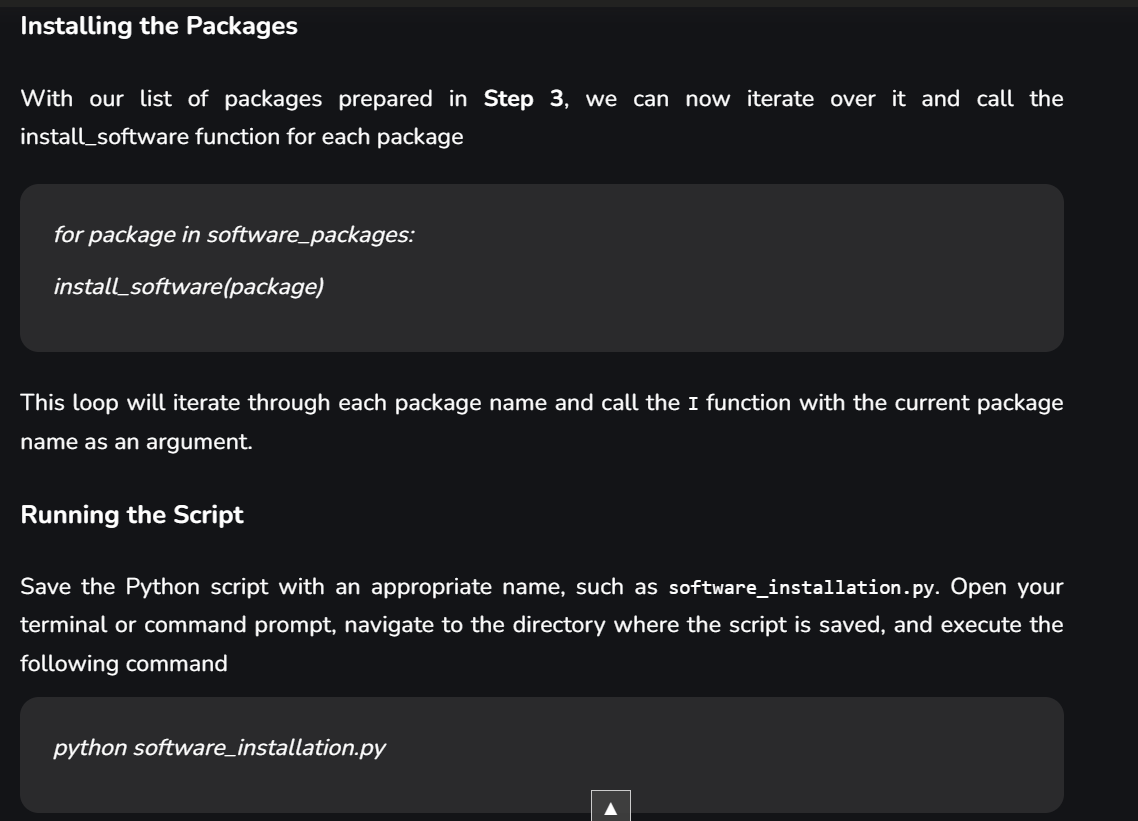 Installing the Packages
With our list of packages prepared in Step 3, we can now iterate over it and call the
install_software function for each package
for package in software_packages:
install_software(package)
This loop will iterate through each package name and call the I function with the current package
name as an argument.
Running the Script
Save the Python script with an appropriate name, such as software_installation.py. Open your
terminal or command prompt, navigate to the directory where the script is saved, and execute the
following command
python software_installation.py